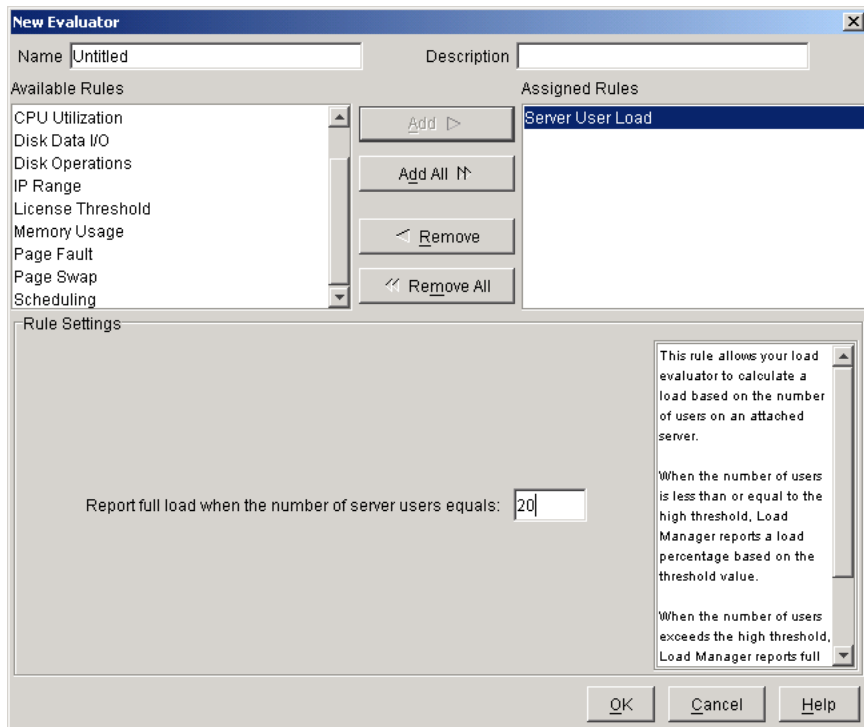 New Evaluator
Name Untitled Description
Available Rules
Assigned Rules
CPU Utilization
Disk Data I/O
Disk Operations
IP Range
License Threshold
Memory Usage
Page Fault
Page Swap
Scheduling
Add
Add All
Remove
Remove All
Server User Load
Rule Settings
Report full load when the number of server users equals: 20
This rule allows your load
evaluator to calculate a
load based on the number
of users on an attached
server.
When the number of users
is less than or equal to the
high threshold, Load
Manager reports a load
percentage based on the
threshold value.
When the number of users
exceeds the high threshold,
Load Manager reports full
OK Cancel Help